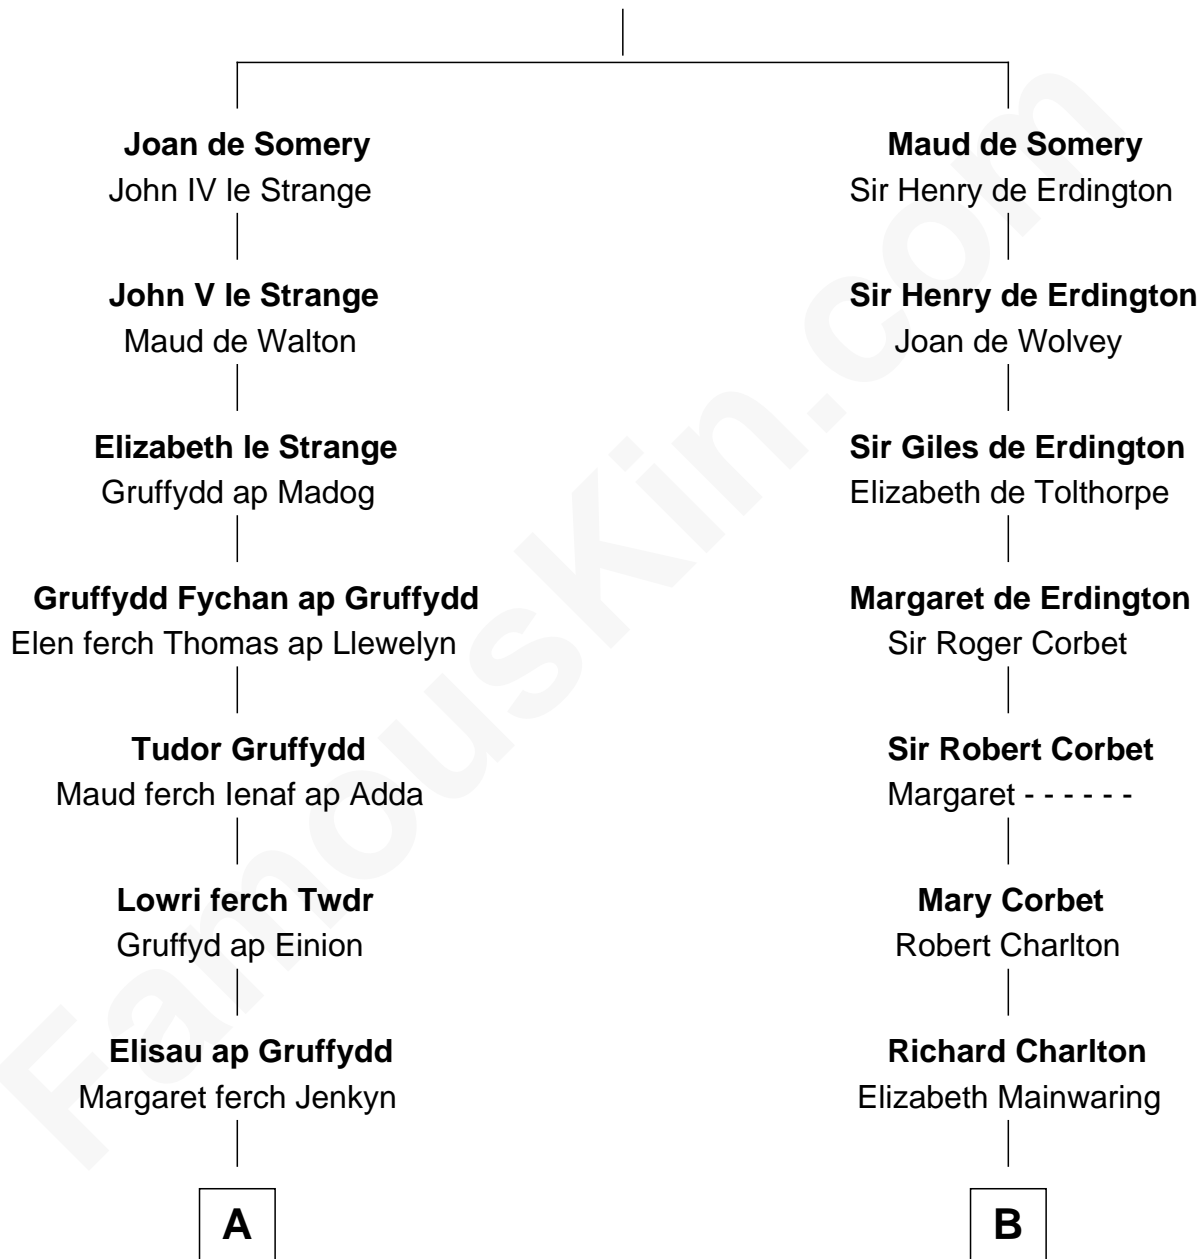 Joan de Somery
John IV le Strange
John V le Strange
Maud de Walton
Elizabeth le Strange
Gruffydd ap Madog
Gruffydd Fychan ap Gruffydd
Elen ferch Thomas ap Llewelyn
Tudor Gruffydd
Maud ferch Ienaf ap Adda
Lowri ferch Twdr
Gruffyd ap Einion
Elisau ap Gruffydd
Margaret ferch Jenkyn
A
Maud de Somery
Sir Henry de Erdington
Sir Henry de Erdington
Joan de Wolvey
Sir Giles de Erdington
Elizabeth de Tolthorpe
Margaret de Erdington
Sir Roger Corbet
Sir Robert Corbet
Margaret - - - - - -
Mary Corbet
Robert Charlton
Richard Charlton
Elizabeth Mainwaring
B
FamousKin.com